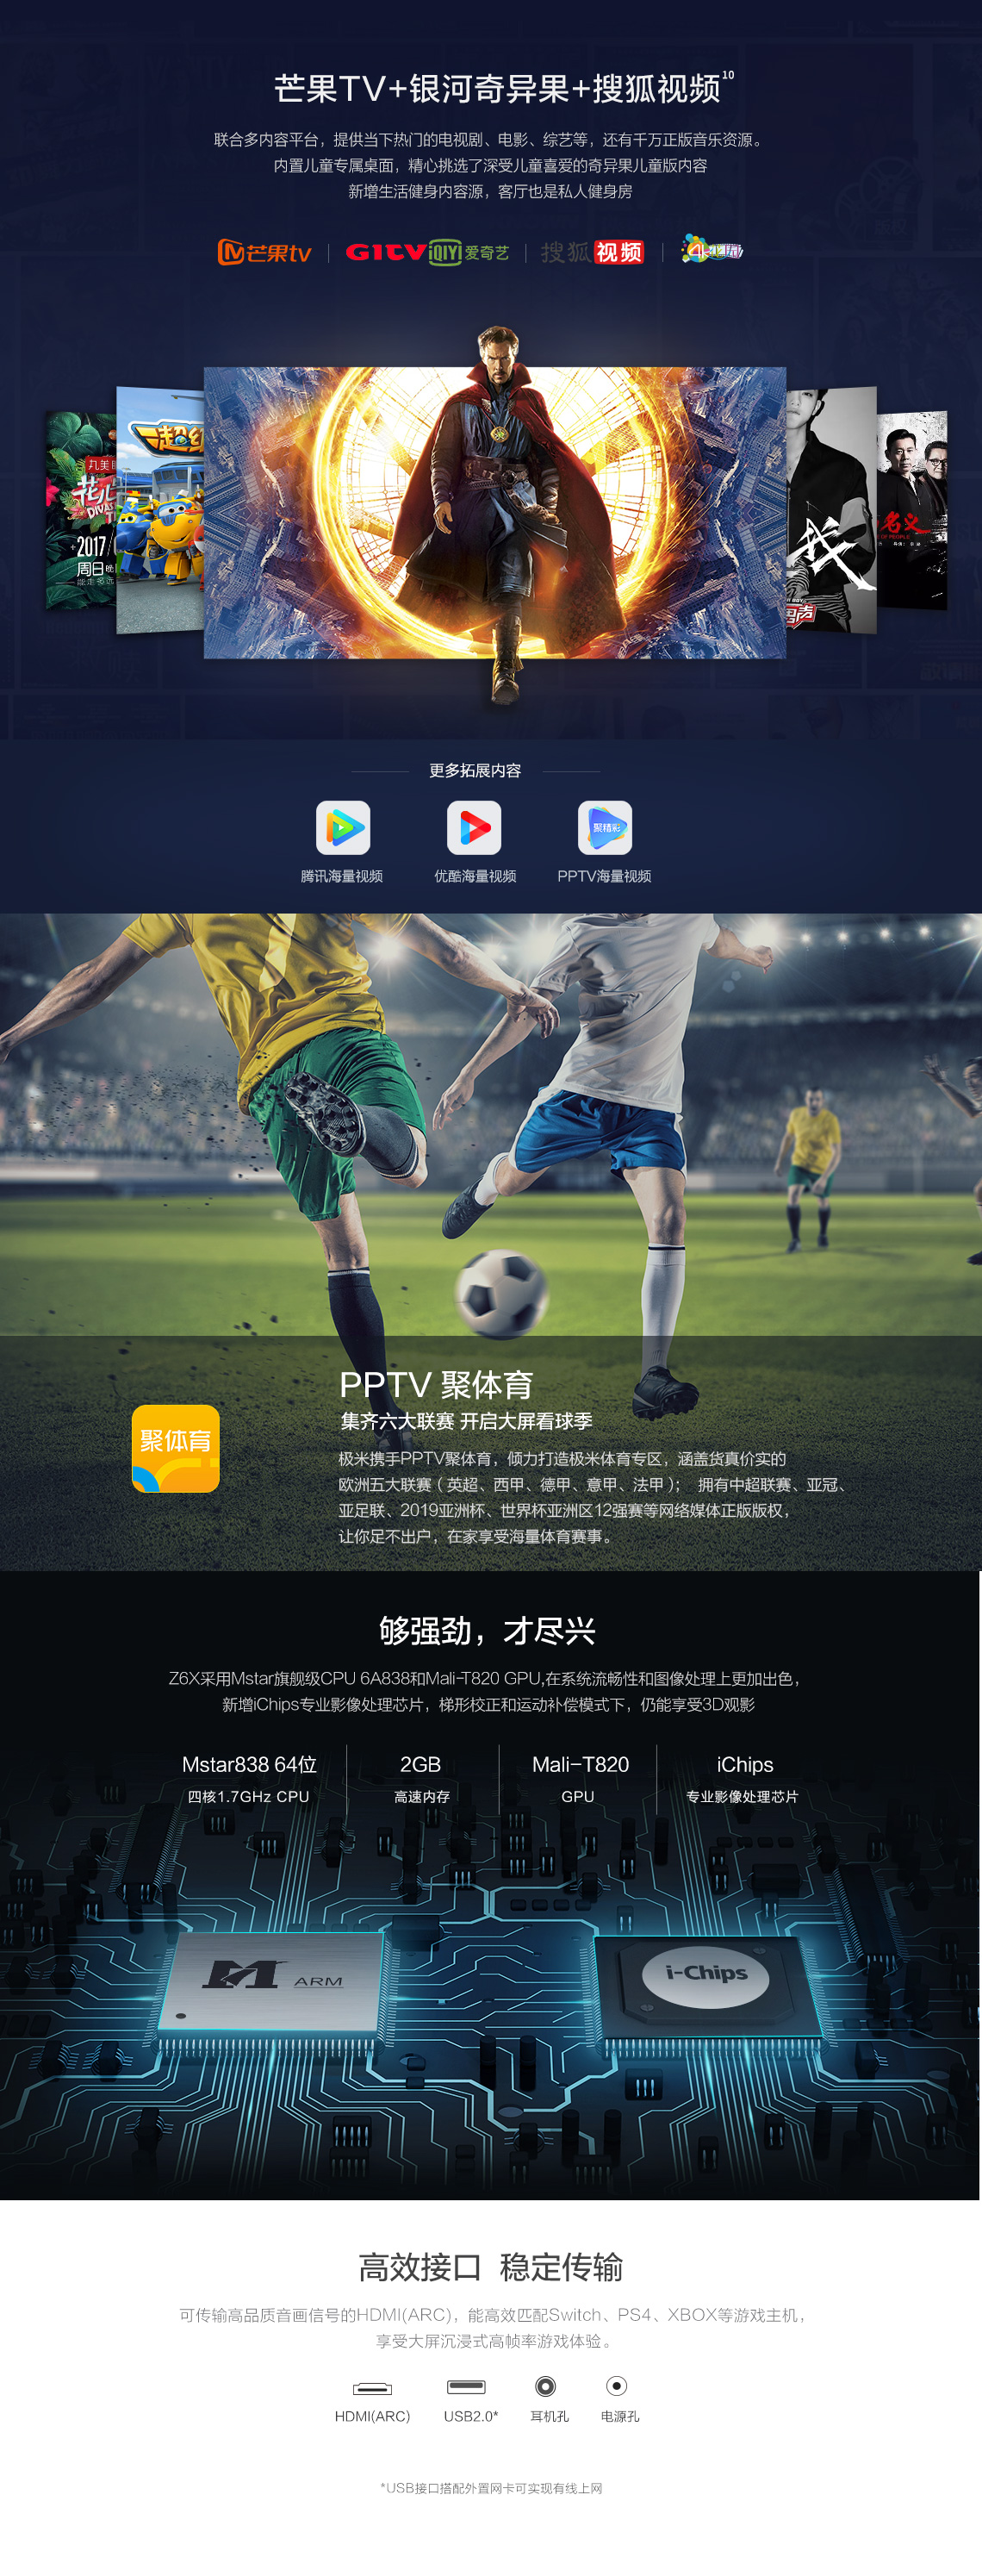 芒果TV+银河奇异果+搜狐视频10
联合多内容平台，提供当下热门的电视剧、电影、综艺等，还有千万正版音乐资源。
内置儿童专属桌面，精心挑选了深受儿童喜爱的奇异果儿童版内容
新增生活健身内容源，客厅也是私人健身房
芒果tv
GITV iQIYI 爱奇艺
搜狐视频
超级
2017/
周日
我
名义
OF PEOPLE
更多拓展内容
聚精彩
腾讯海量视频
优酷海量视频
PPTV海量视频
PPTV 聚体育
集齐六大联赛 开启大屏看球季
聚体育
极米携手PPTV聚体育，倾力打造极米体育专区，涵盖货真价实的
欧洲五大联赛（英超、西甲、德甲、意甲、法甲）； 拥有中超联赛、亚冠、
亚足联、2019亚洲杯、世界杯亚洲区12强赛等网络媒体正版版权，
让你足不出户，在家享受海量体育赛事。
够强劲，才尽兴
Z6X采用Mstar旗舰级CPU 6A838和Mali-T820 GPU,在系统流畅性和图像处理上更加出色，
新增iChips专业影像处理芯片，梯形校正和运动补偿模式下，仍能享受3D观影
Mstar838 64位
四核1.7GHz CPU
2GB
高速内存
Mali-T820
GPU
iChips
专业影像处理芯片
ARM
i-Chips
高效接口 稳定传输
可传输高品质音画信号的HDMI(ARC)，能高效匹配Switch、PS4、XBOX等游戏主机，
享受大屏沉浸式高帧率游戏体验。
HDMI(ARC)
USB2.0*
耳机孔
电源孔
*USB接口搭配外置网卡可实现有线上网